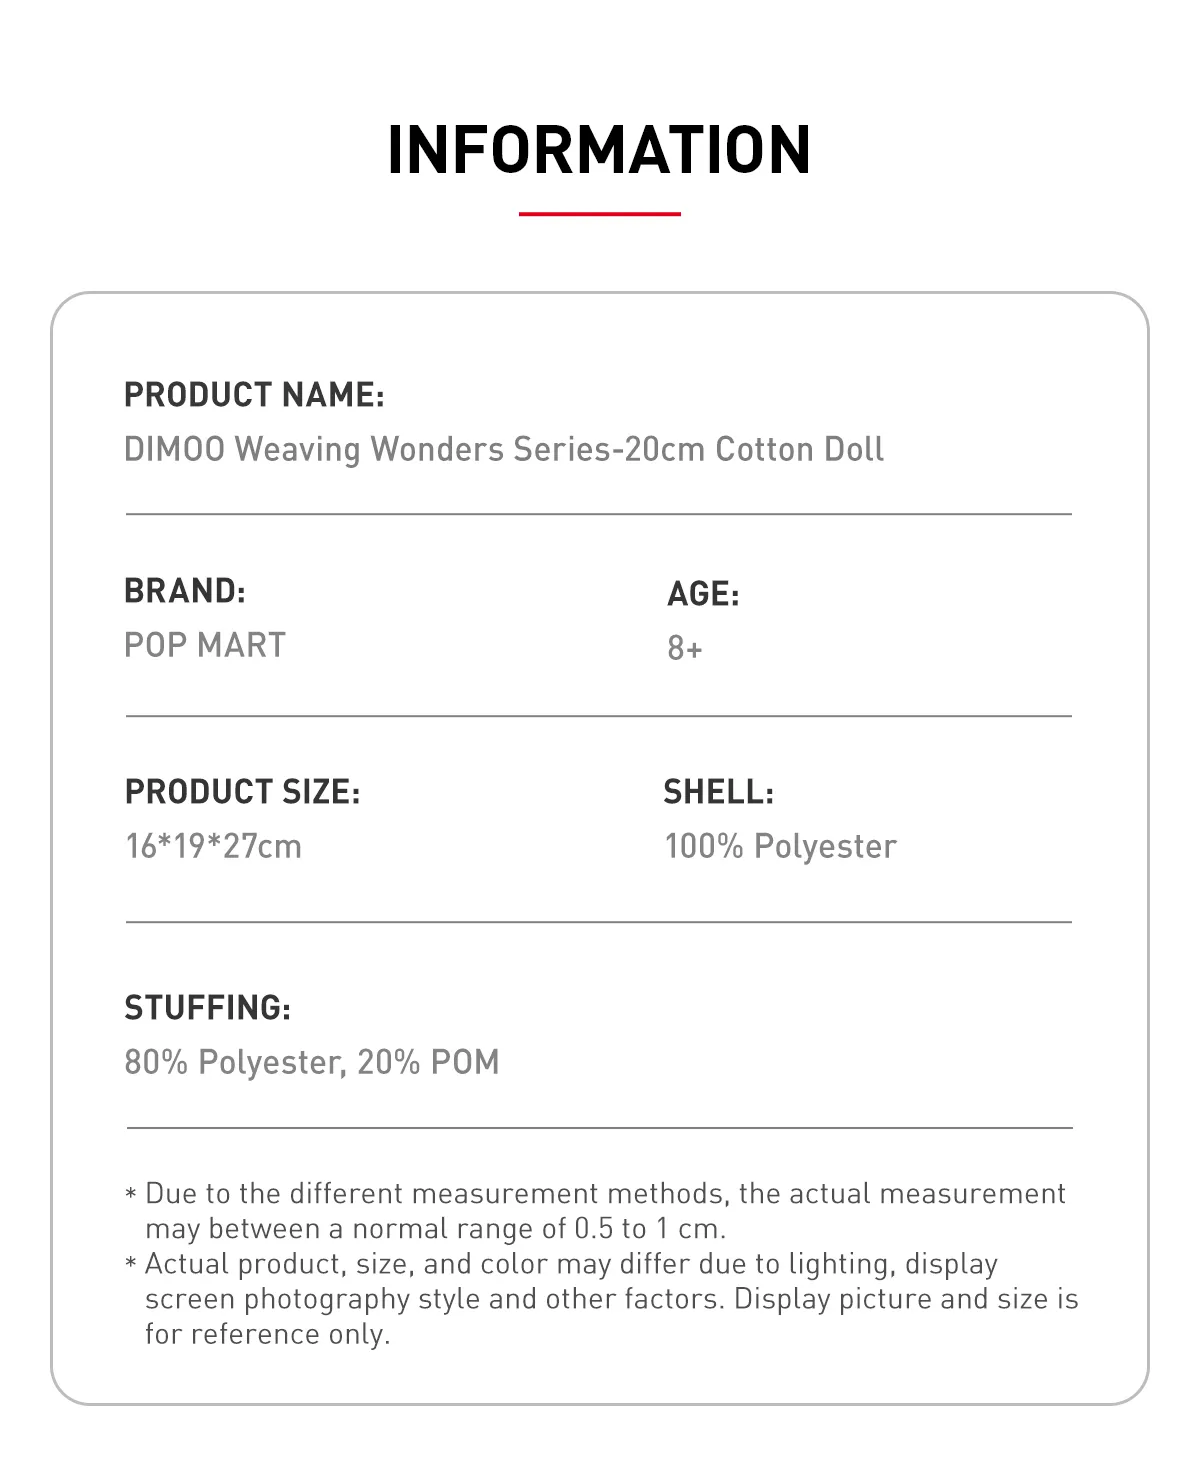 INFORMATION
PRODUCT NAME:
DIMOO Weaving Wonders Series-20cm Cotton Doll
BRAND:
POP MART
AGE:
8+
PRODUCT SIZE:
16*19*27cm
SHELL:
100% Polyester
STUFFING:
80% Polyester, 20% POM
* Due to the different measurement methods, the actual measurement
may between a normal range of 0.5 to 1 cm.
* Actual product, size, and color may differ due to lighting, display
screen photography style and other factors. Display picture and size is
for reference only.